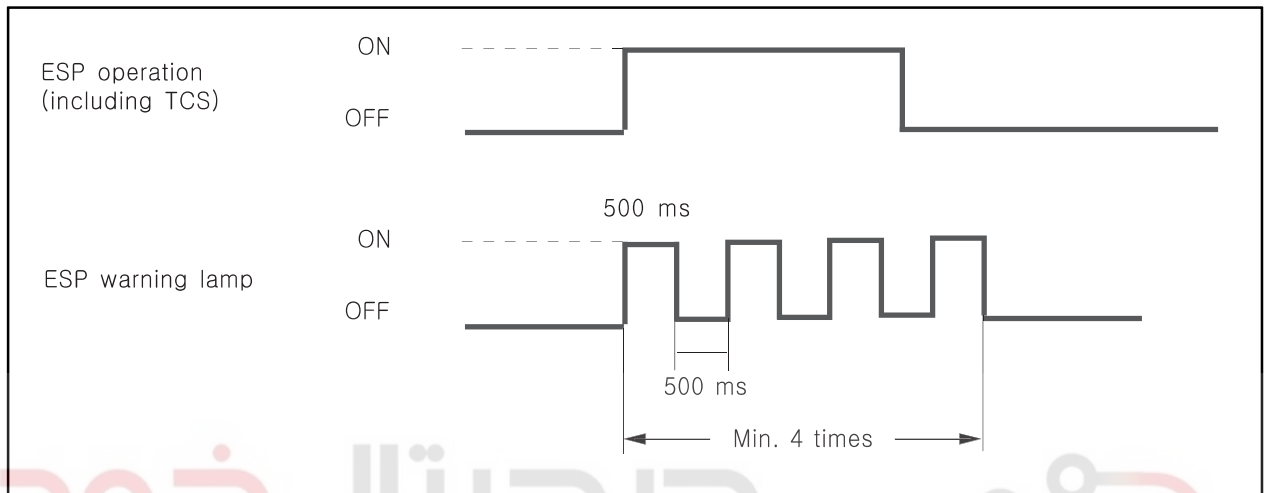 ON
ESP operation
(including TCS)
OFF
500 ms
ON
ESP warning lamp
OFF
500 ms
Min. 4 times